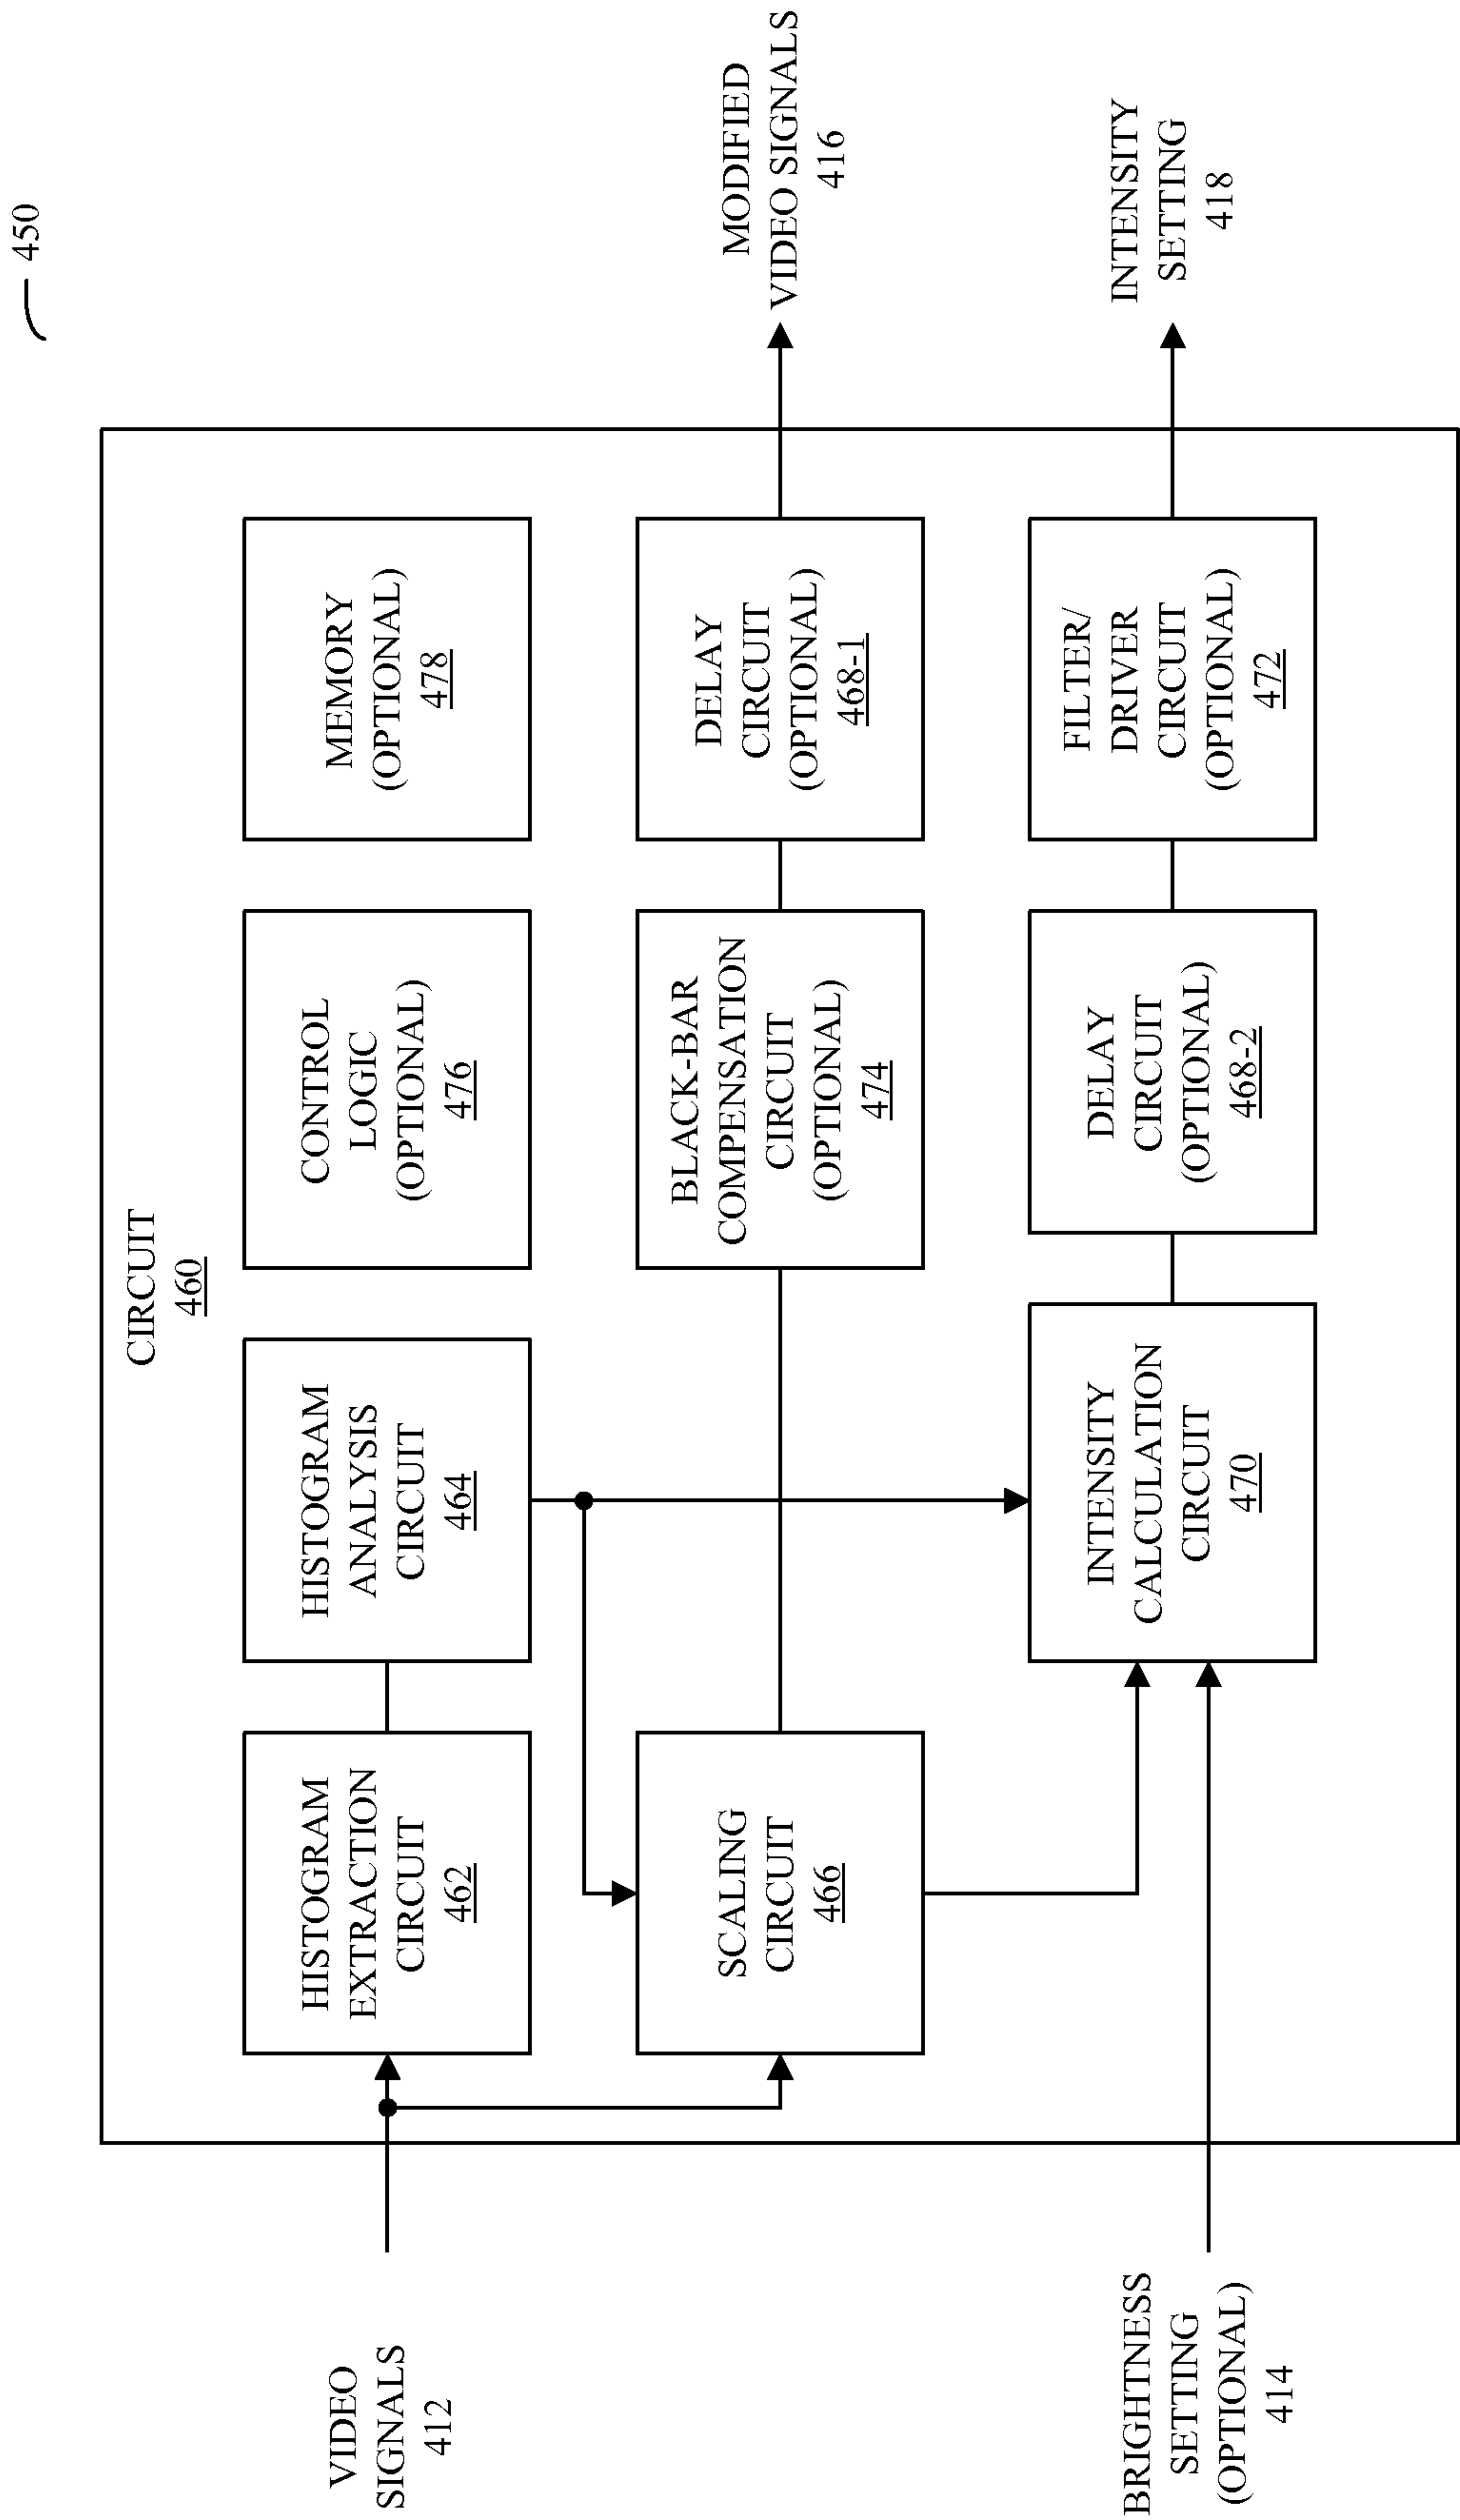 450
CIRCUIT
460
VIDEO
SIGNALS
412
HISTOGRAM
EXTRACTION
CIRCUIT
462
HISTOGRAM
ANALYSIS
CIRCUIT
464
CONTROL
LOGIC
(OPTIONAL)
476
MEMORY
(OPTIONAL)
478
SCALING
CIRCUIT
466
BLACK-BAR
COMPENSATION
CIRCUIT
(OPTIONAL)
474
DELAY
CIRCUIT
(OPTIONAL)
468-1
MODIFIED
VIDEO SIGNALS
416
BRIGHTNESS
SETTING
(OPTIONAL)
414
INTENSITY
CALCULATION
CIRCUIT
470
DELAY
CIRCUIT
(OPTIONAL)
468-2
FILTER/
DRIVER
CIRCUIT
(OPTIONAL)
472
INTENSITY
SETTING
418